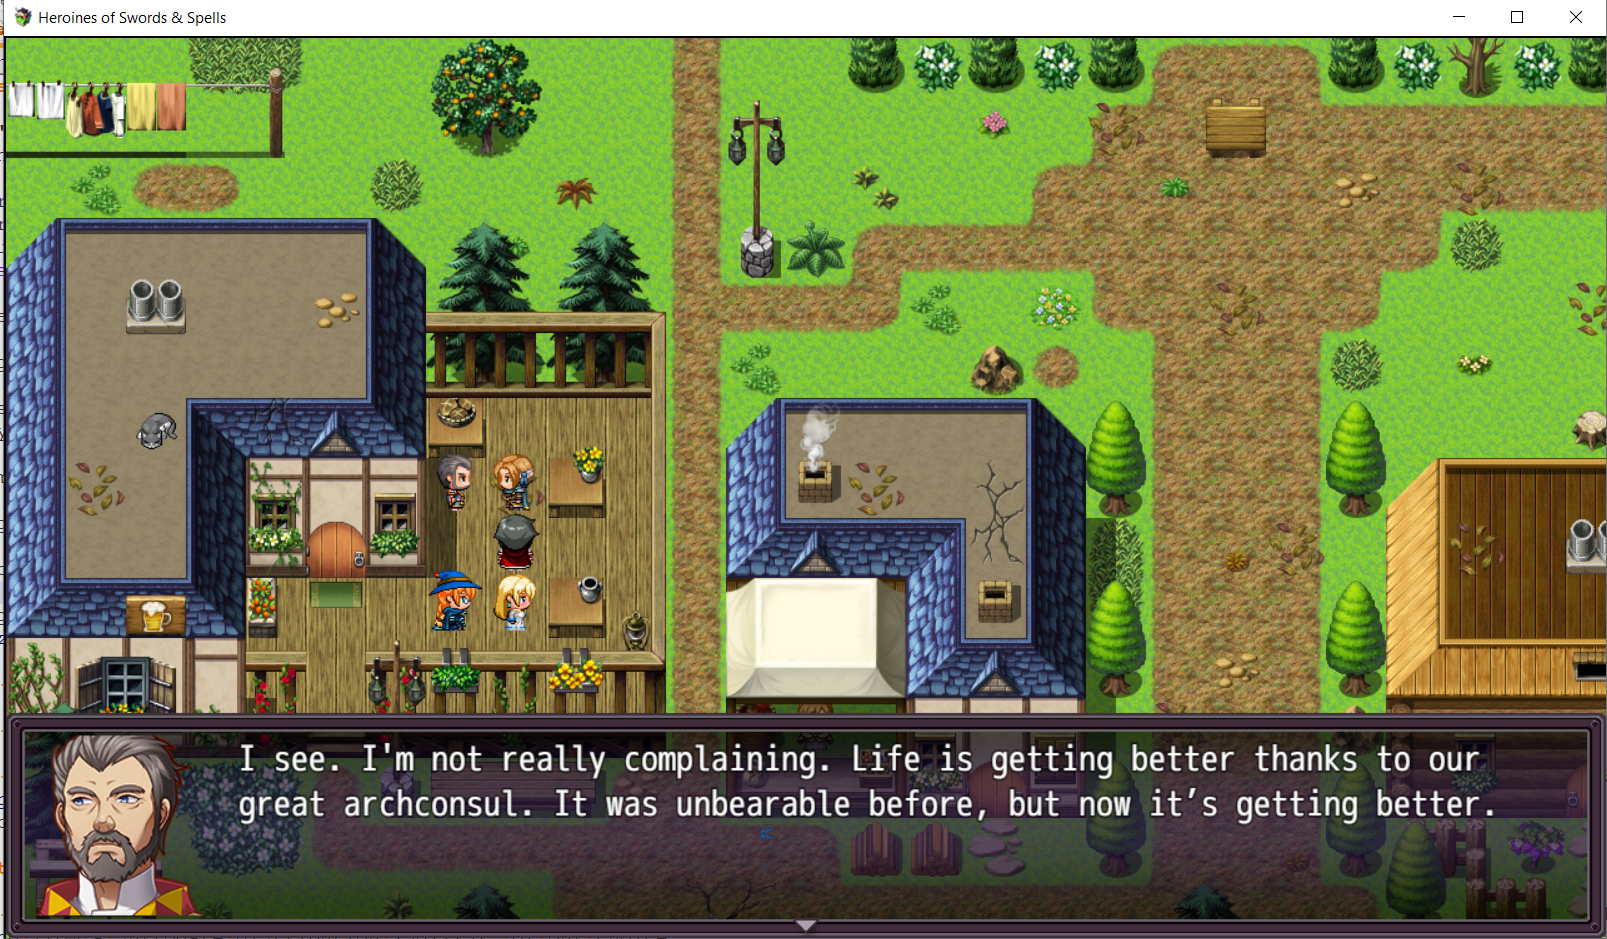 Heroines of Swords & Spells
I see. I'm not really complaining. Life is getting better thanks to our
great archconsul. It was unbearable before, but now it’s getting better.